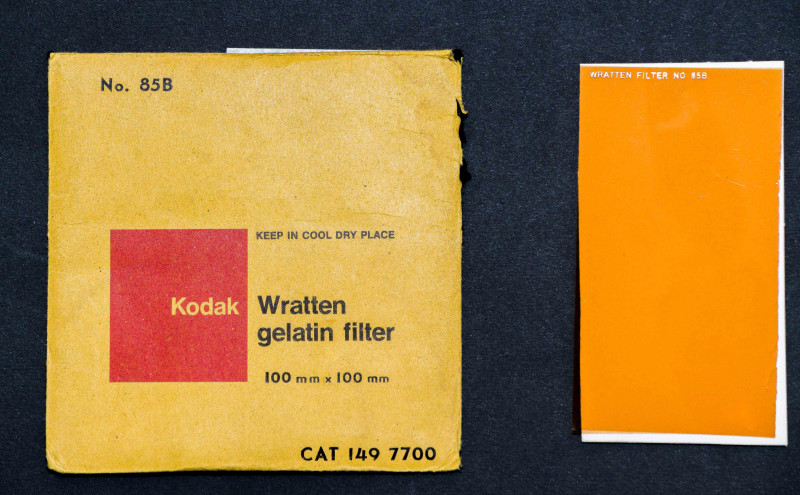 No. 85B
KEEP IN COOL DRY PLACE
Kodak Wratten
gelatin filter
100 mm x 100 mm
CAT 149 7700
WRATTEN FILTER NO 85B